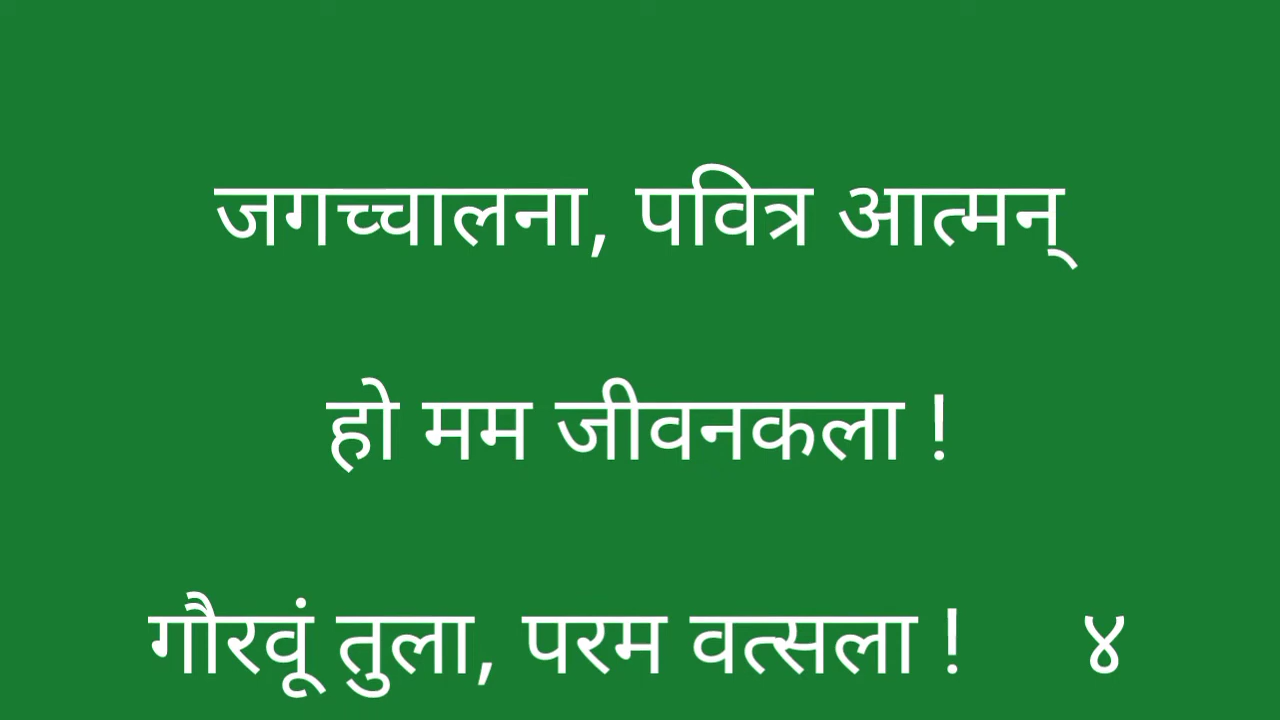 जगच्चालना, पवित्र आत्मन्
हो मम जीवनकला !
गौरवूं तुला, परम वत्सला ! ४